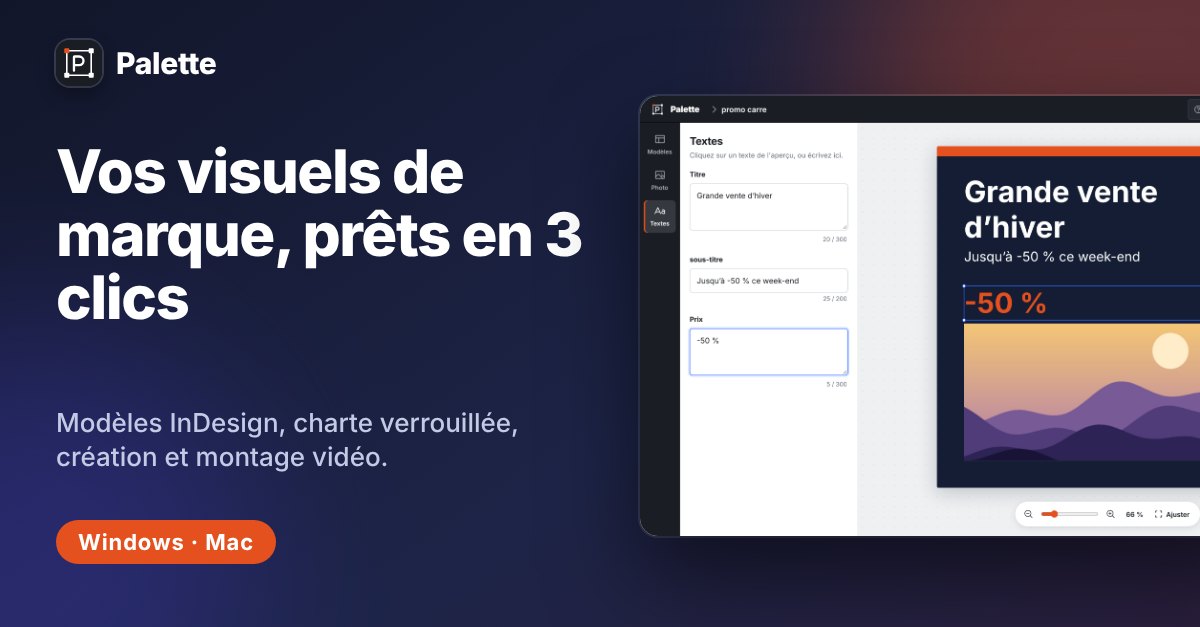 P Palette
Vos visuels de
marque, prêts en 3
clics
Modèles InDesign, charte verrouillée,
création et montage vidéo.
Windows · Mac
P Palette > promo carre
Modèles
Photo
Aa
Textes
Textes
Cliquez sur un texte de l'aperçu, ou écrivez ici.
Titre
Grande vente d'hiver
20 / 300
sous-titre
Jusqu'à -50 % ce week-end
25 / 200
Prix
-50 %
5 / 300
Grande vente
d’hiver
Jusqu’à -50 % ce week-end
-50 %
66 %
Ajuster